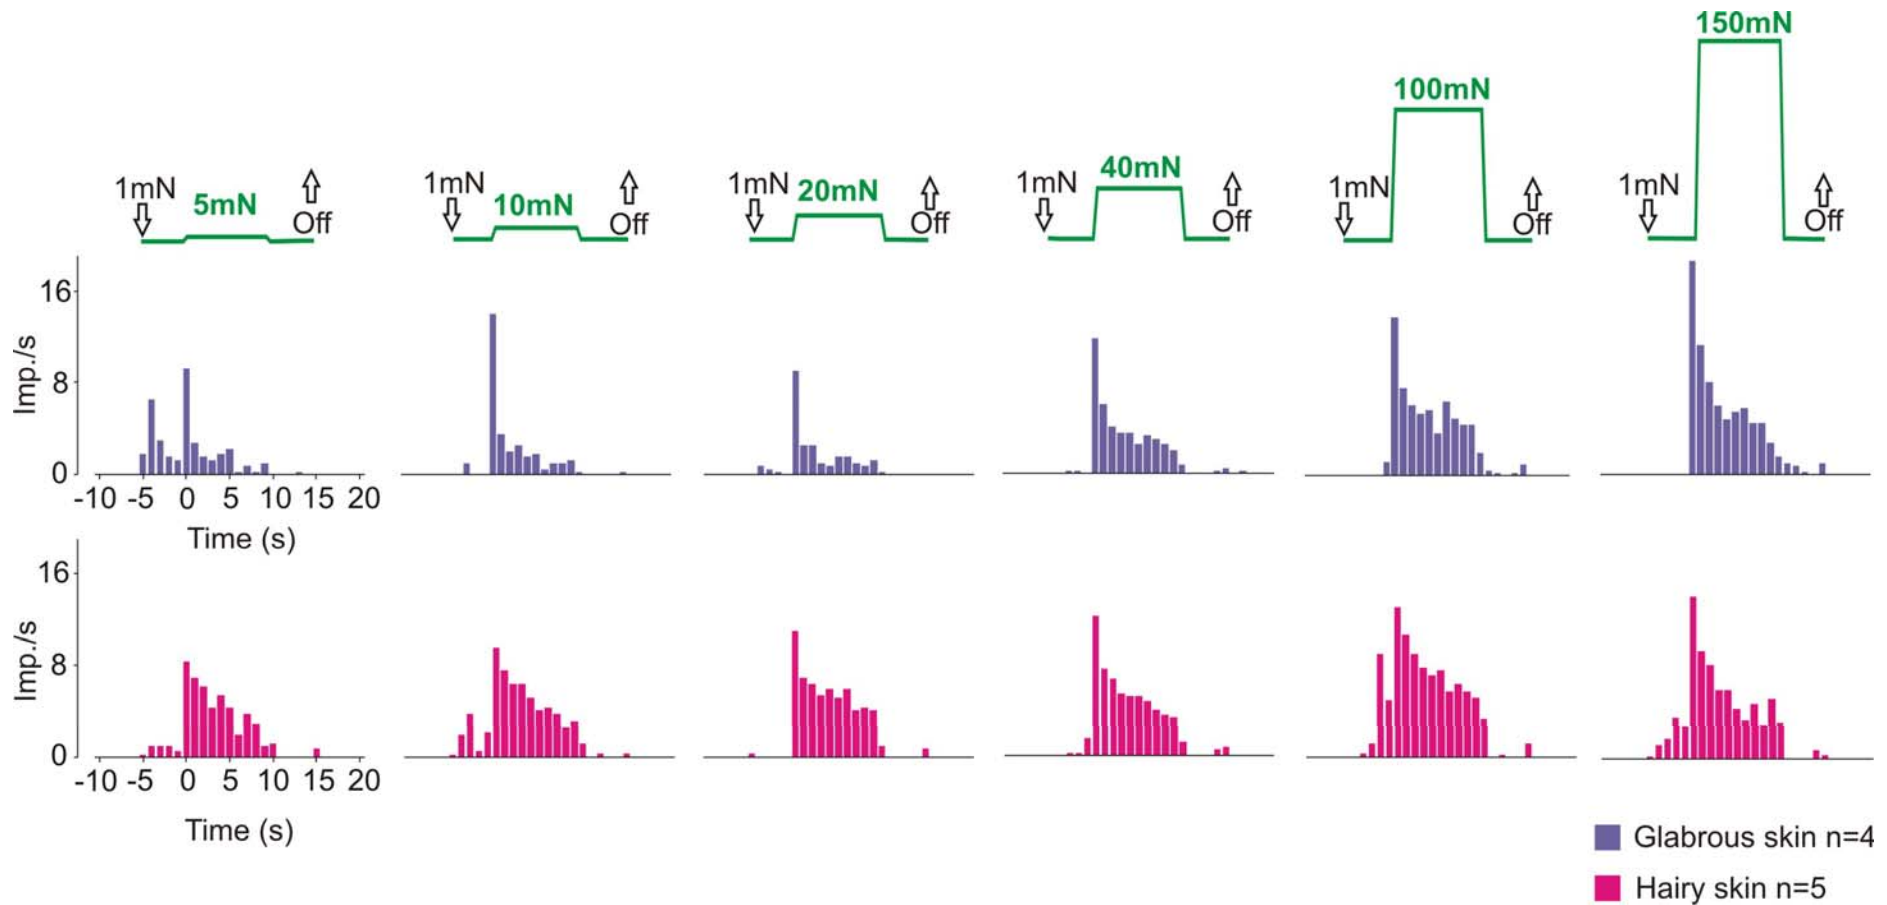 150mN
100mN
1mN 5mN Off
1mN 10mN Off
1mN 20mN Off
1mN 40mN Off
1mN Off
1mN Off
Imp./s
16
8
0
-10 -5 0 5 10 15 20
Time (s)
Imp./s
16
8
0
-10 -5 0 5 10 15 20
Time (s)
Glabrous skin n=4
Hairy skin n=5